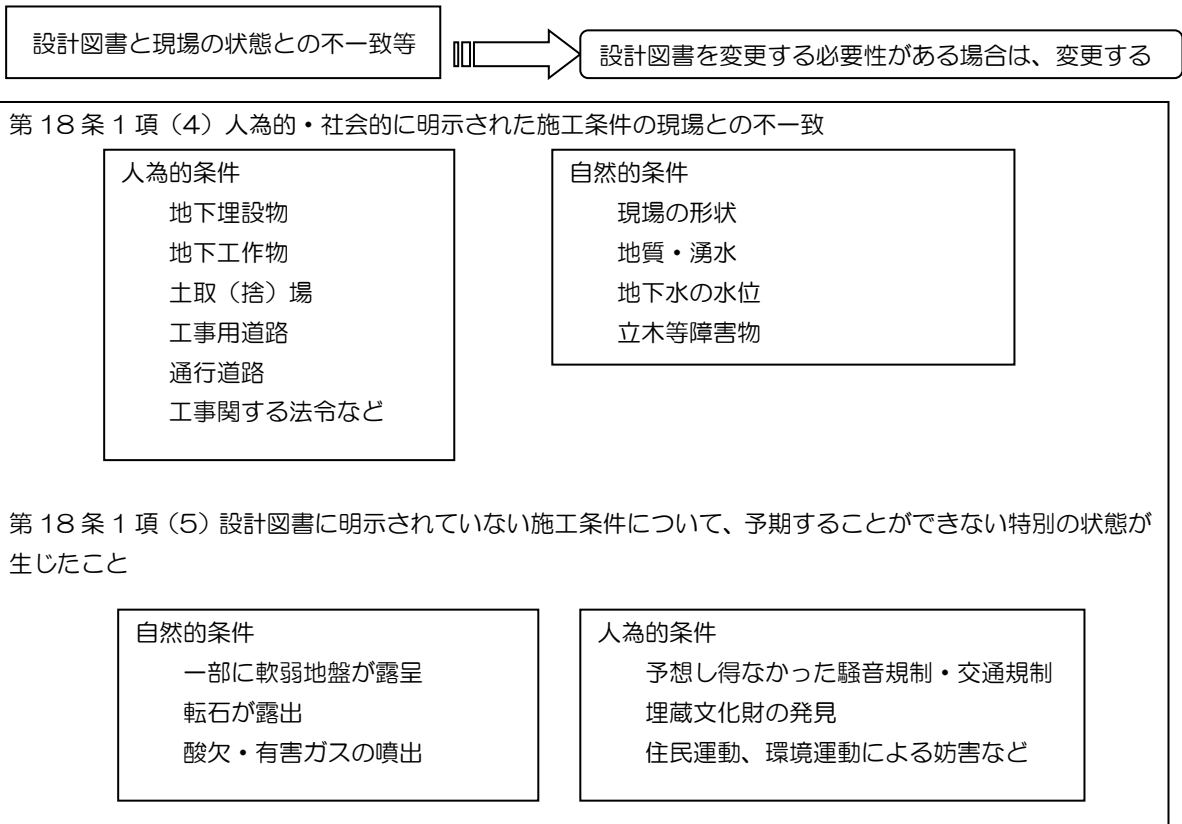 設計図書と現場の状態との不一致等
設計図書を変更する必要性がある場合は、変更する
第 18 条 1 項（4）人為的・社会的に明示された施工条件の現場との不一致
人為的条件
地下埋設物
地下工作物
土取（捨）場
工事用道路
通行道路
工事関する法令など
自然的条件
現場の形状
地質・湧水
地下水の水位
立木等障害物
第 18 条 1 項（5）設計図書に明示されていない施工条件について、予期することができない特別の状態が
生じたこと
自然的条件
一部に軟弱地盤が露呈
転石が露出
酸欠・有害ガスの噴出
人為的条件
予想し得なかった騒音規制・交通規制
埋蔵文化財の発見
住民運動、環境運動による妨害など